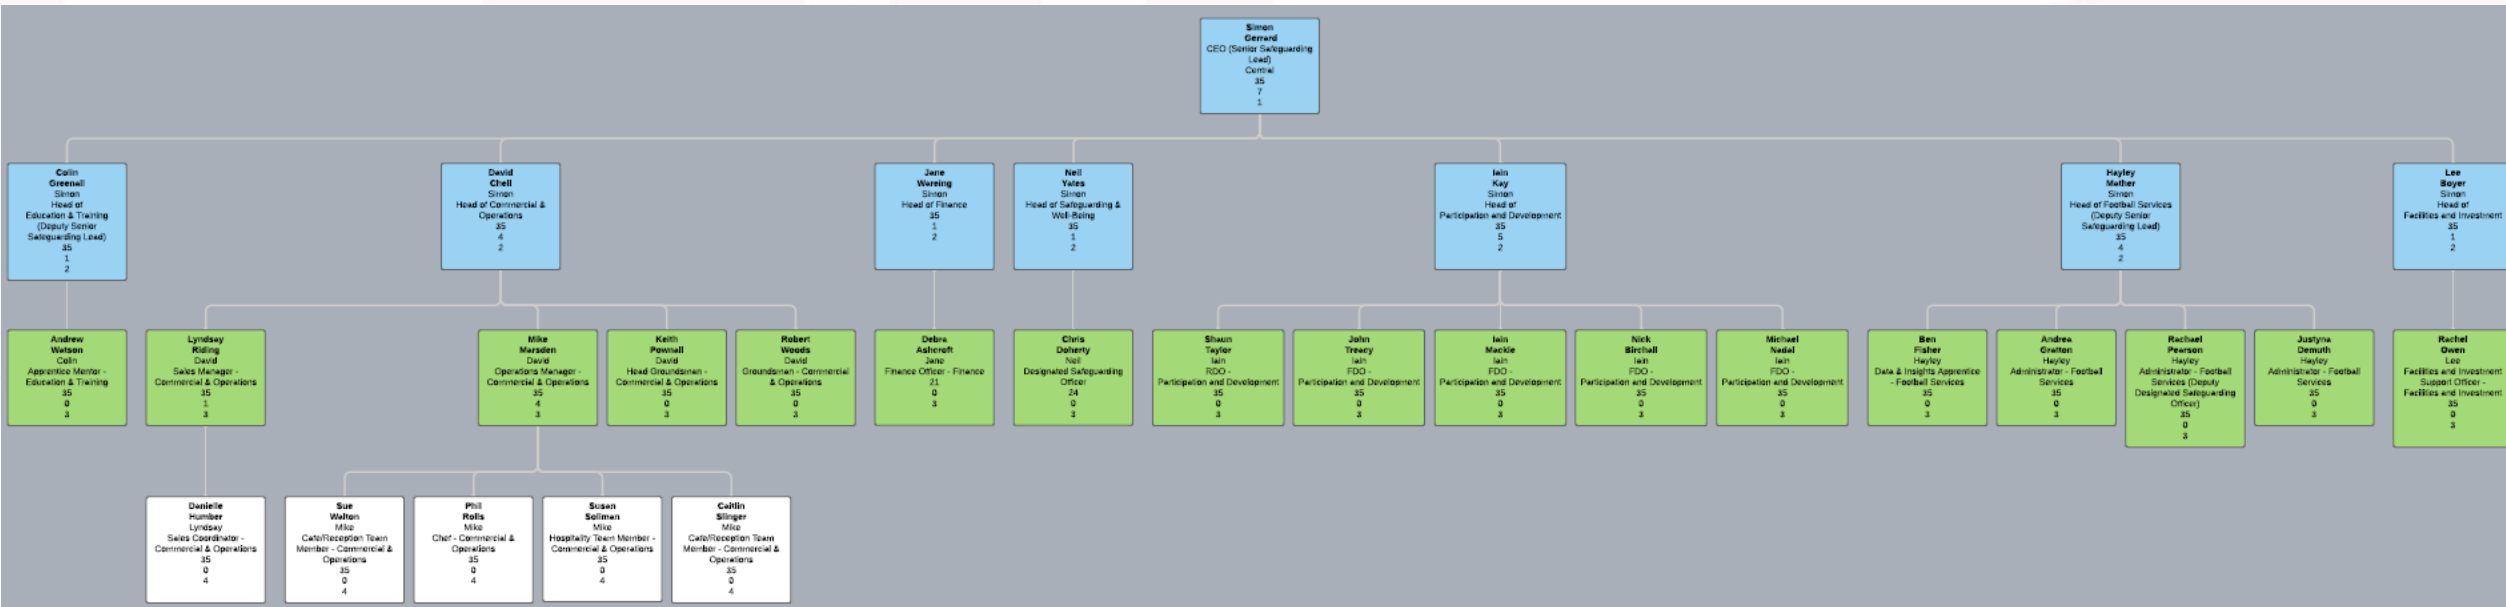 Simon
Gerrard
CEO (Senior Safeguarding
Lead)
Central
35
7
1
Colin
Greenall
Simon
Head of
Education & Training
(Deputy Senior
Safeguarding Lead)
35
1
2
David
Chell
Simon
Head of Commercial &
Operations
35
4
2
Jane
Wareing
Simon
Head of Finance
35
1
2
Neil
Yates
Simon
Head of Safeguarding &
Well-Being
35
1
2
Iain
Kay
Simon
Head of
Participation and Development
35
5
2
Hayley
Mather
Simon
Head of Football Services
(Deputy Senior
Safeguarding Lead)
35
4
2
Lee
Boyer
Simon
Head of
Facilities and Investment
35
1
2
Andrew
Watson
Colin
Apprentice Mentor -
Education & Training
35
0
3
Lyndsay
Riding
David
Sales Manager -
Commercial & Operations
35
1
3
Mike
Marsden
David
Operations Manager -
Commercial & Operations
35
4
3
Keith
Pownall
David
Head Groundsman -
Commercial & Operations
35
0
3
Robert
Woods
David
Groundsman - Commercial
& Operations
35
0
3
Debra
Ashcroft
Jane
Finance Officer - Finance
21
0
3
Chris
Doherty
Neil
Designated Safeguarding
Officer
24
0
3
Shaun
Taylor
Iain
RDO -
Participation and Development
35
0
3
John
Treacy
Iain
FDO -
Participation and Development
35
0
3
Iain
Mackie
Iain
FDO -
Participation and Development
35
0
3
Nick
Birchall
Iain
FDO -
Participation and Development
35
0
3
Michael
Nadal
Iain
FDO -
Participation and Development
35
0
3
Ben
Fisher
Hayley
Data & Insights Apprentice
- Football Services
35
0
3
Andrea
Gratton
Hayley
Administrator - Football
Services
35
0
3
Rachael
Pearson
Hayley
Administrator - Football
Services (Deputy
Designated Safeguarding
Officer)
35
0
3
Justyna
Demuth
Hayley
Administrator - Football
Services
35
0
3
Rachel
Owen
Lee
Facilities and Investment
Support Officer -
Facilities and Investment
35
0
3
Danielle
Humber
Lyndsay
Sales Coordinator -
Commercial & Operations
35
0
4
Sue
Walton
Mike
Cafe/Reception Team
Member - Commercial &
Operations
35
0
4
Phil
Rolls
Mike
Chef - Commercial &
Operations
35
0
4
Susan
Soliman
Mike
Hospitality Team Member -
Commercial & Operations
35
0
4
Caitlin
Slinger
Mike
Cafe/Reception Team
Member - Commercial &
Operations
35
0
4